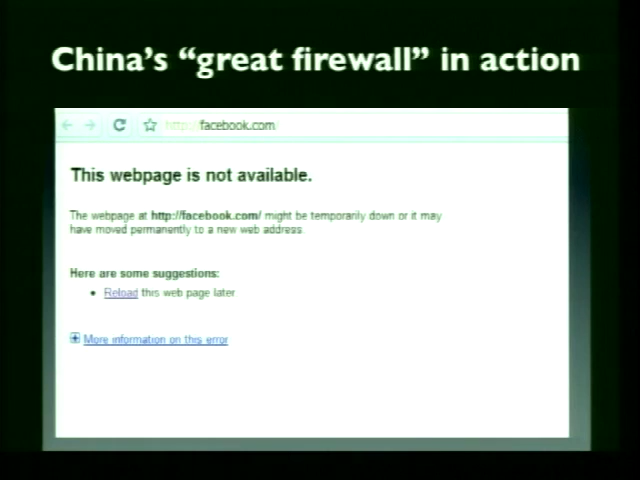 China's “great firewall” in action
http://facebook.com/
This webpage is not available.
The webpage at http://facebook.com/ might be temporarily down or it may
have moved permanently to a new web address.
Here are some suggestions:
• Reload this web page later.
More information on this error